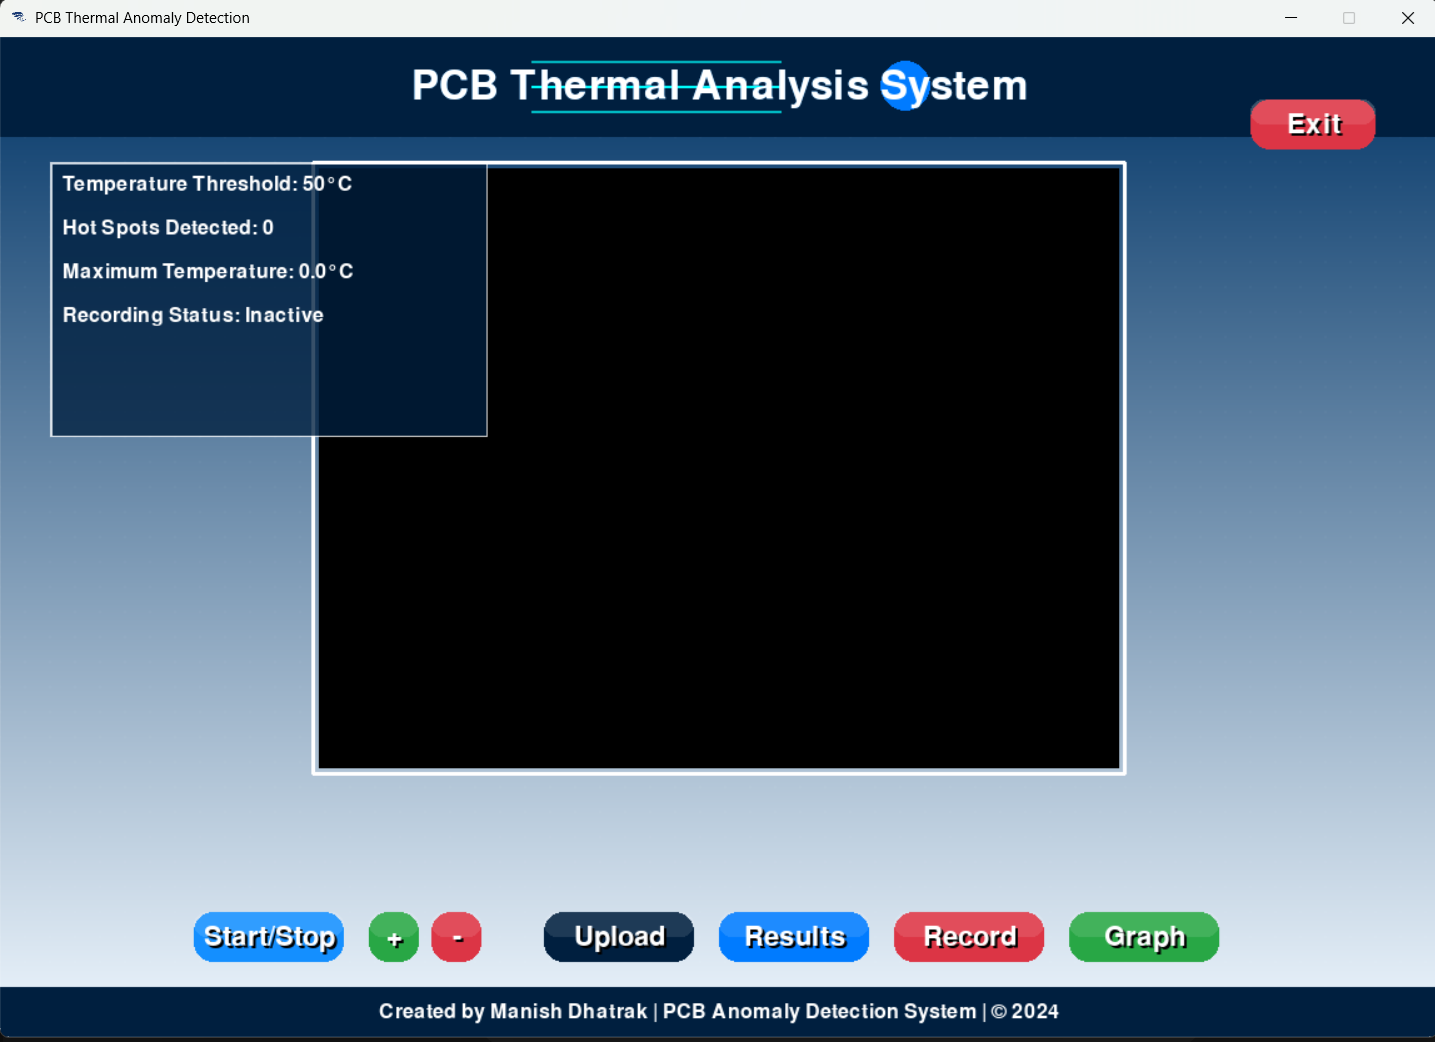 PCB Thermal Anomaly Detection
PCB Thermal Analysis System
Exit
Temperature Threshold: 50°C
Hot Spots Detected: 0
Maximum Temperature: 0.0°C
Recording Status: Inactive
Start/Stop + - Upload Results Record Graph
Created by Manish Dhatrak | PCB Anomaly Detection System | © 2024